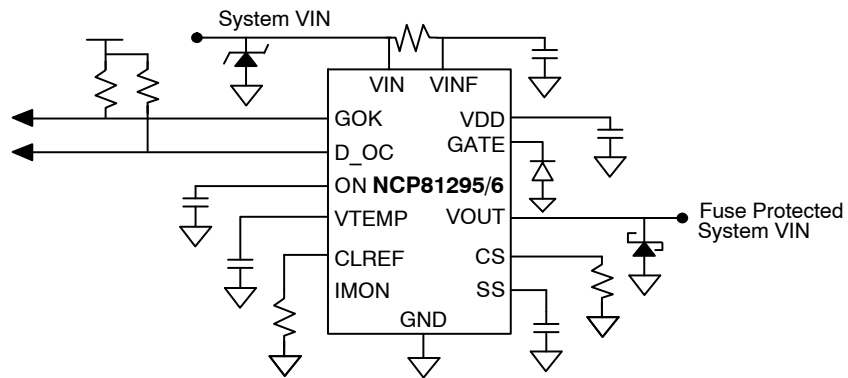 System VIN
VIN VINF
GOK
VDD
D_OC
GATE
ON NCP81295/6
VTEMP
VOUT
Fuse Protected
System VIN
CLREF
CS
IMON
SS
GND